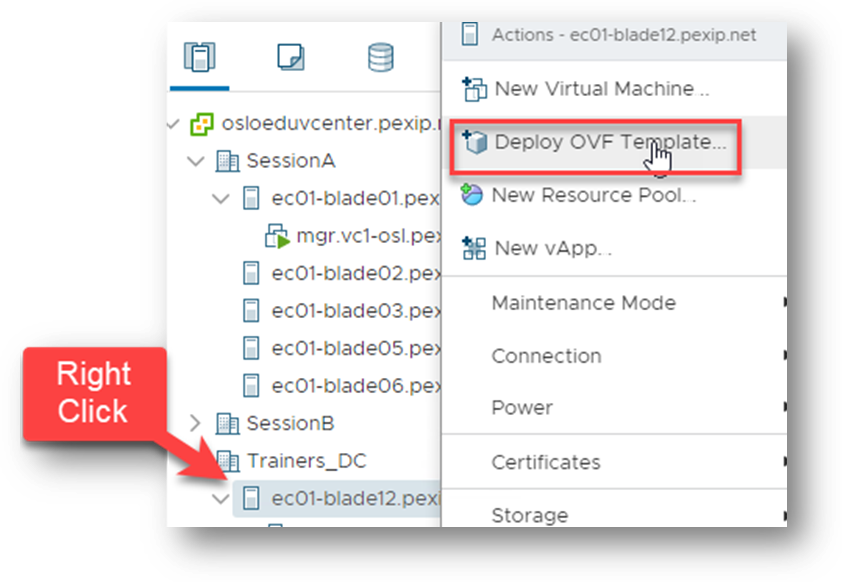 osloeduvcenter.pexip.r
SessionA
ec01-blade01.pex
mgr.vc1-osl.pex
ec01-blade02.pex
ec01-blade03.pex
ec01-blade05.pex
ec01-blade06.pex
SessionB
Trainers_DC
ec01-blade12.pexi
Right
Click
Actions - ec01-blade12.pexip.net
New Virtual Machine...
Deploy OVF Template...
New Resource Pool...
New vApp...
Maintenance Mode
Connection
Power
Certificates
Storage